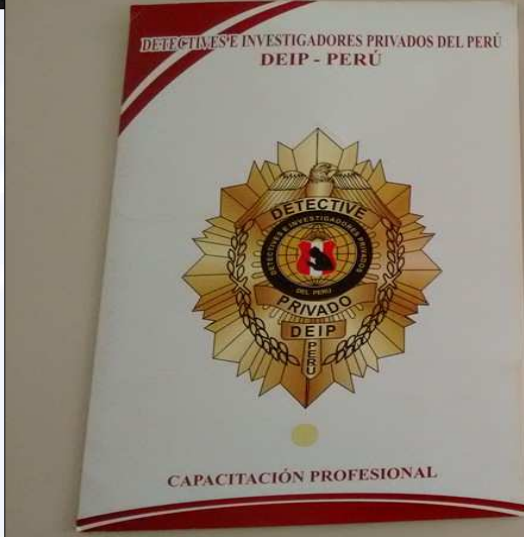 DETECTIVES E INVESTIGADORES PRIVADOS DEL PERÚ
DEIP - PERÚ
DETECTIVE
DETECTIVES E INVESTIGADORES PRIVADOS
DEL PERU
PRIVADO
DEIP
PERU
CAPACITACIÓN PROFESIONAL